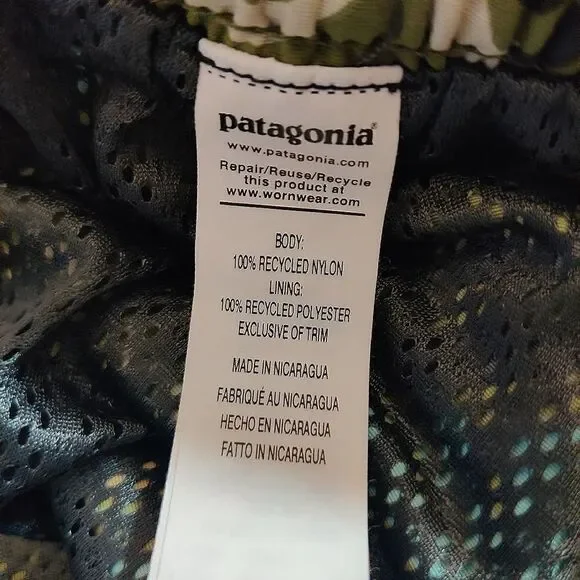 patagonia®
www.patagonia.com
Repair/Reuse/Recycle
this product at
www.wornwear.com
BODY:
100% RECYCLED NYLON
LINING:
100% RECYCLED POLYESTER
EXCLUSIVE OF TRIM
MADE IN NICARAGUA
FABRIQUÉ AU NICARAGUA
HECHO EN NICARAGUA
FATTO IN NICARAGUA